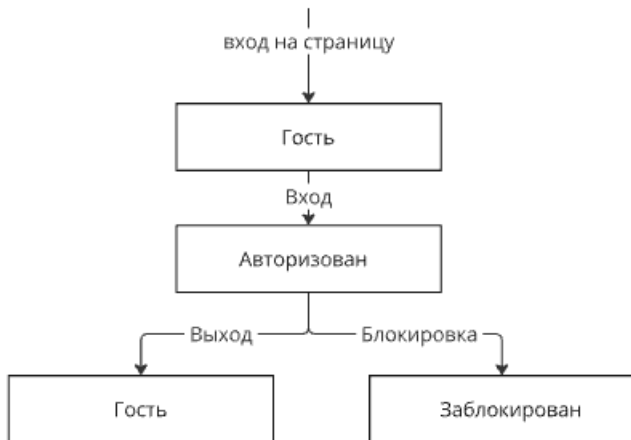 вход на страницу
Гость
Вход
Авторизован
Выход
Блокировка
Гость
Заблокирован